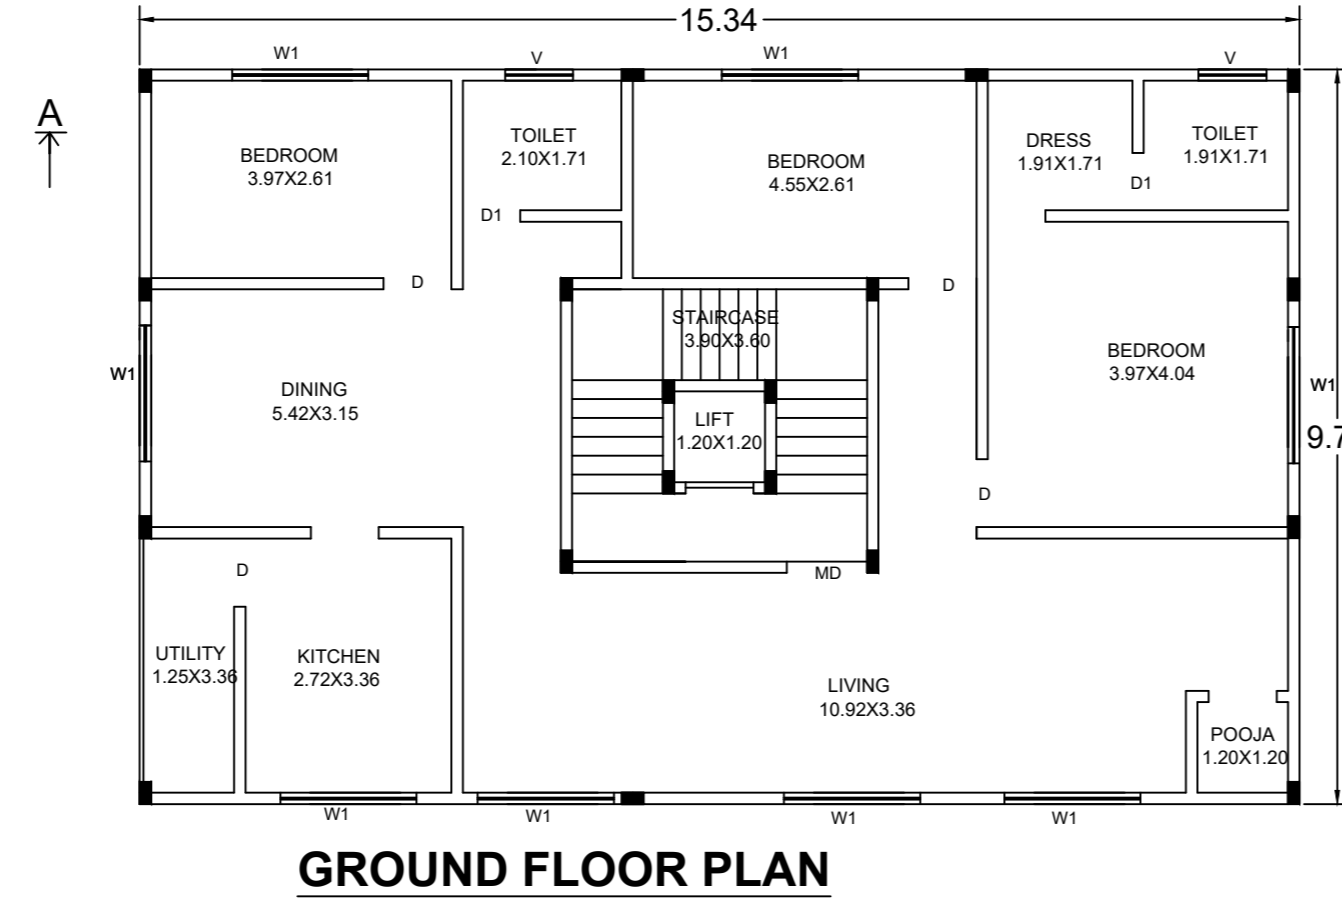 15.34
W1
V
W1
V
A
BEDROOM
3.97X2.61
TOILET
2.10X1.71
BEDROOM
4.55X2.61
DRESS
1.91X1.71
TOILET
1.91X1.71
D1
D1
D
D
STAIRCASE
3.90X3.60
W1
DINING
5.42X3.15
LIFT
1.20X1.20
BEDROOM
3.97X4.04
W1
9.7
D
D
MD
UTILITY
1.25X3.36
KITCHEN
2.72X3.36
LIVING
10.92X3.36
POOJA
1.20X1.20
W1
W1
W1
W1
GROUND FLOOR PLAN